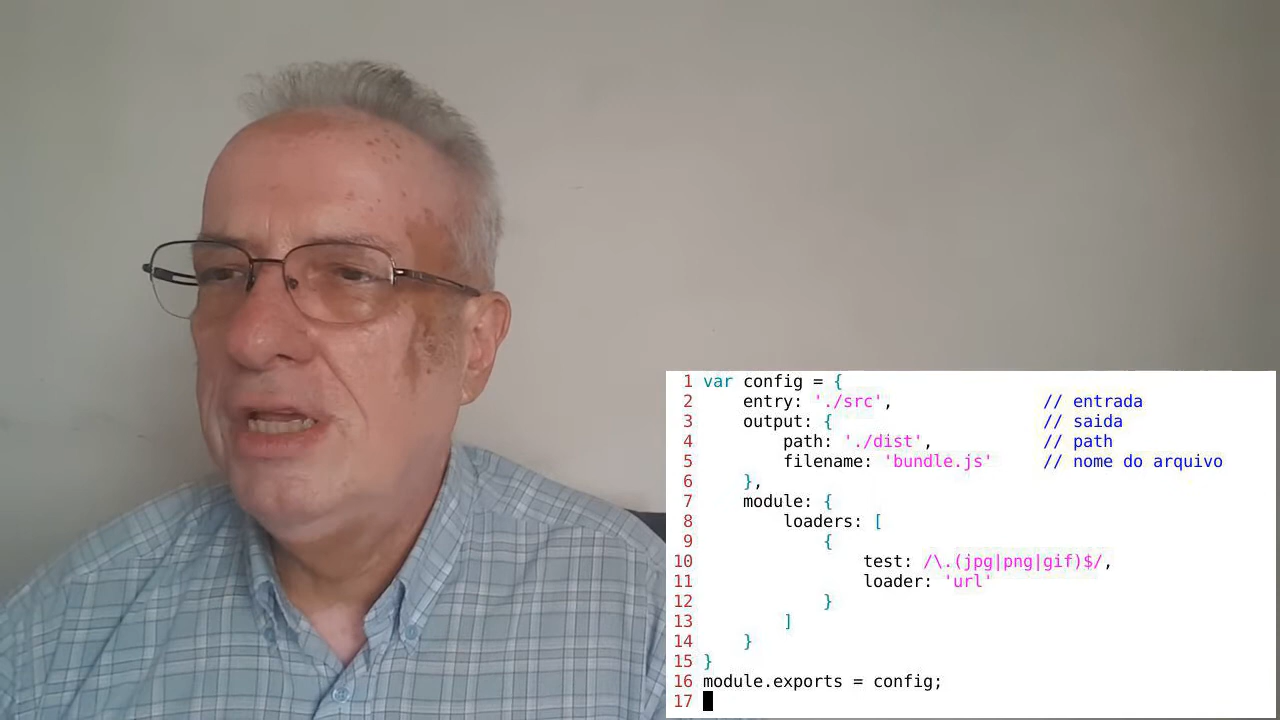 1 var config = {
2     entry: './src',               // entrada
3     output: {                     // saida
4         path: './dist',           // path
5         filename: 'bundle.js'     // nome do arquivo
6     },
7     module: {
8         loaders: [
9             {
10                 test: /\.(jpg|png|gif)$/,
11                 loader: 'url'
12             }
13         ]
14     }
15 }
16 module.exports = config;
17